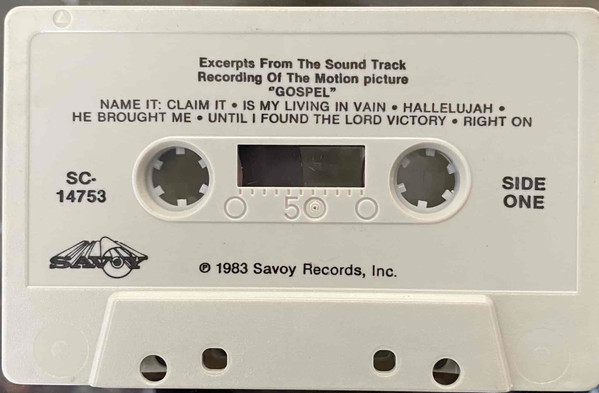 Excerpts From The Sound Track
Recording Of The Motion picture
"GOSPEL"
NAME IT: CLAIM IT • IS MY LIVING IN VAIN • HALLELUJAH •
HE BROUGHT ME • UNTIL I FOUND THE LORD VICTORY • RIGHT ON
SC-
14753
SIDE
ONE
50
SAVOY
℗ 1983 Savoy Records, Inc.